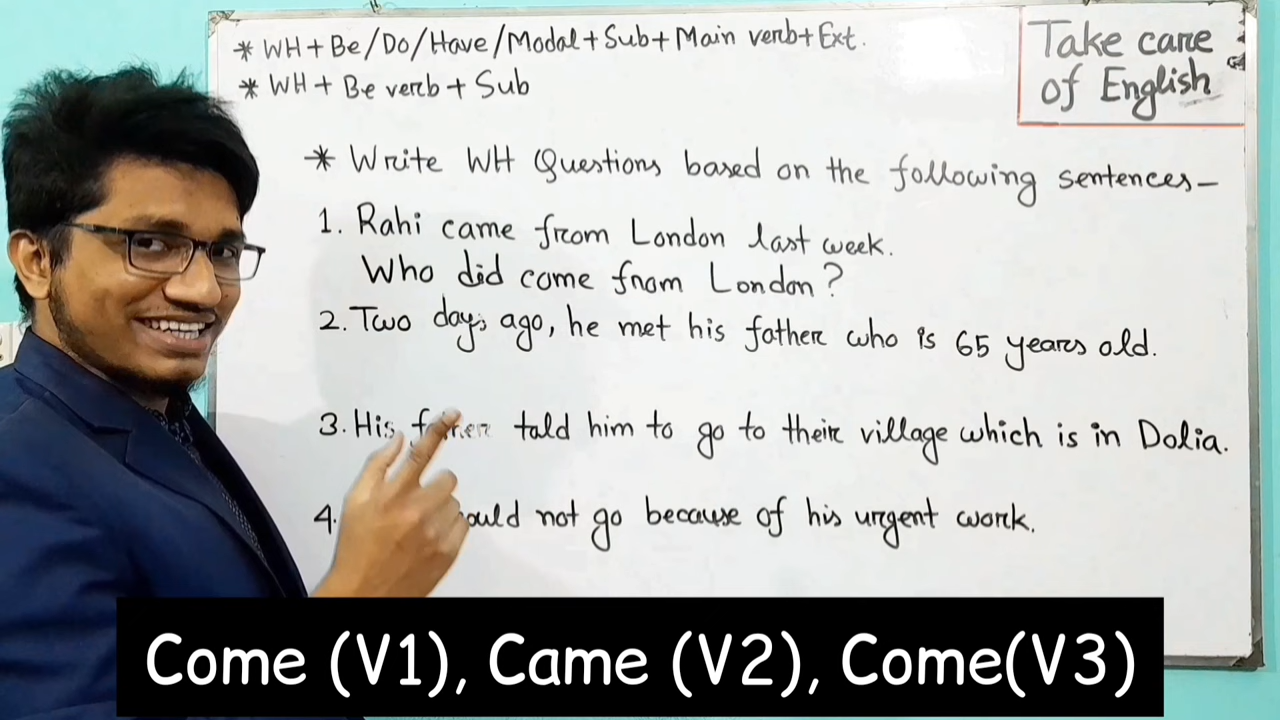 * WH + Be/Do/Have/Modal + Sub + Main verb + Ext.
* WH + Be verb + Sub
Take care
of English
* Write WH Questions based on the following sentences-
1. Rahi came from London last week.
Who did come from London?
2. Two days ago, he met his father who is 65 years old.
3. His father told him to go to their village which is in Dolia.
4. not go because of his urgent work.
Come (V1), Came (V2), Come(V3)